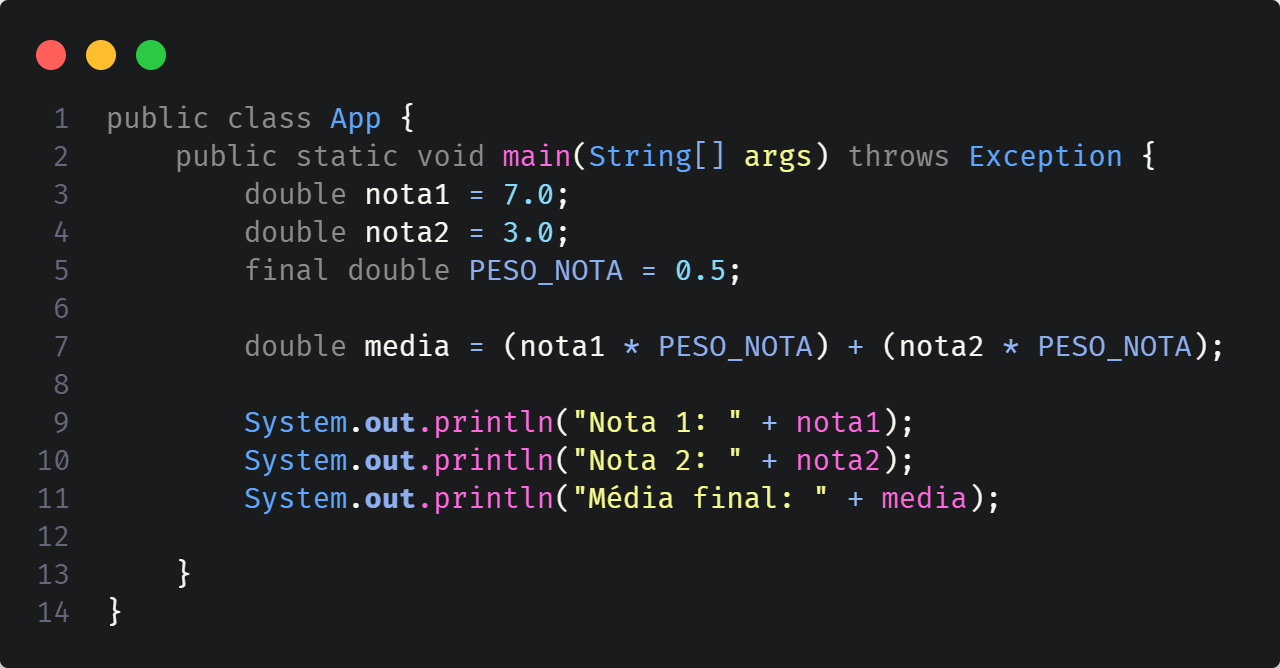 1 public class App {
2     public static void main(String[] args) throws Exception {
3         double nota1 = 7.0;
4         double nota2 = 3.0;
5         final double PESO_NOTA = 0.5;
6
7         double media = (nota1 * PESO_NOTA) + (nota2 * PESO_NOTA);
8
9         System.out.println("Nota 1: " + nota1);
10         System.out.println("Nota 2: " + nota2);
11         System.out.println("Média final: " + media);
12
13     }
14 }